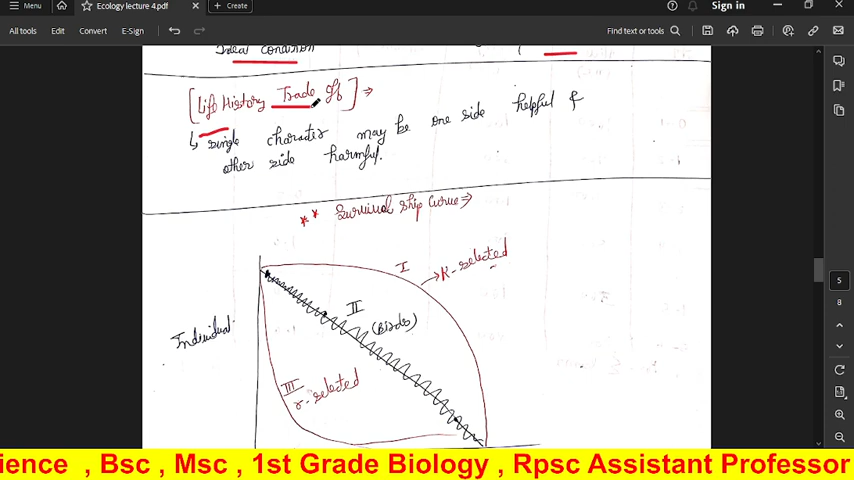 Menu
Ecology lecture 4.pdf
Create
Sign in
All tools
Edit
Convert
E-Sign
Find text or tools
Ideal condition
[Life History Trade off] ⇒
↳ single character may be one side helpful &
other side harmful.
** Survival ship curve ⇒
I
→ K-selected
II
(Birds)
Individual
III
r-selected
5
8
ience , Bsc , Msc , 1st Grade Biology , Rpsc Assistant Professor